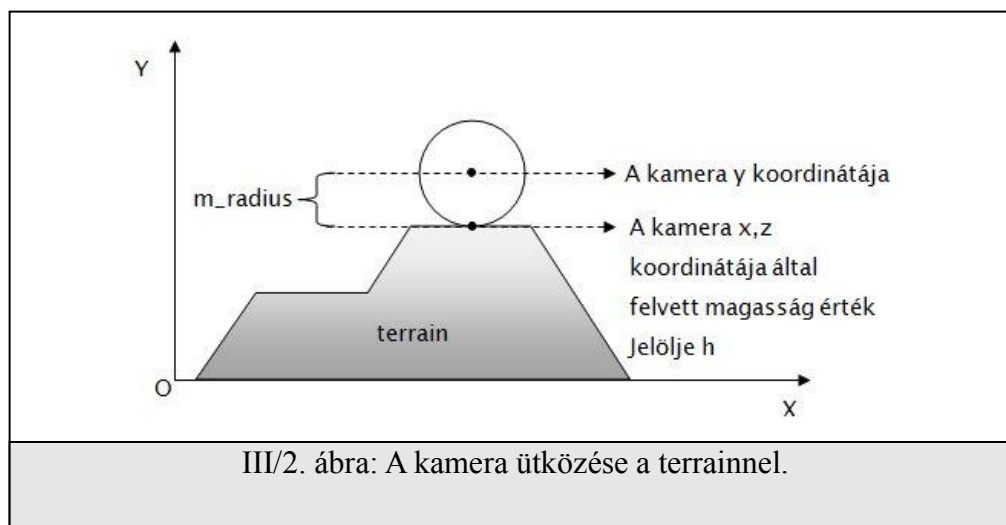 Y
A kamera y koordinátája
m_radius
A kamera x,z
koordinátája által
felvett magasság érték
Jelölje h
terrain
O
X
III/2. ábra: A kamera ütközése a terrainnel.